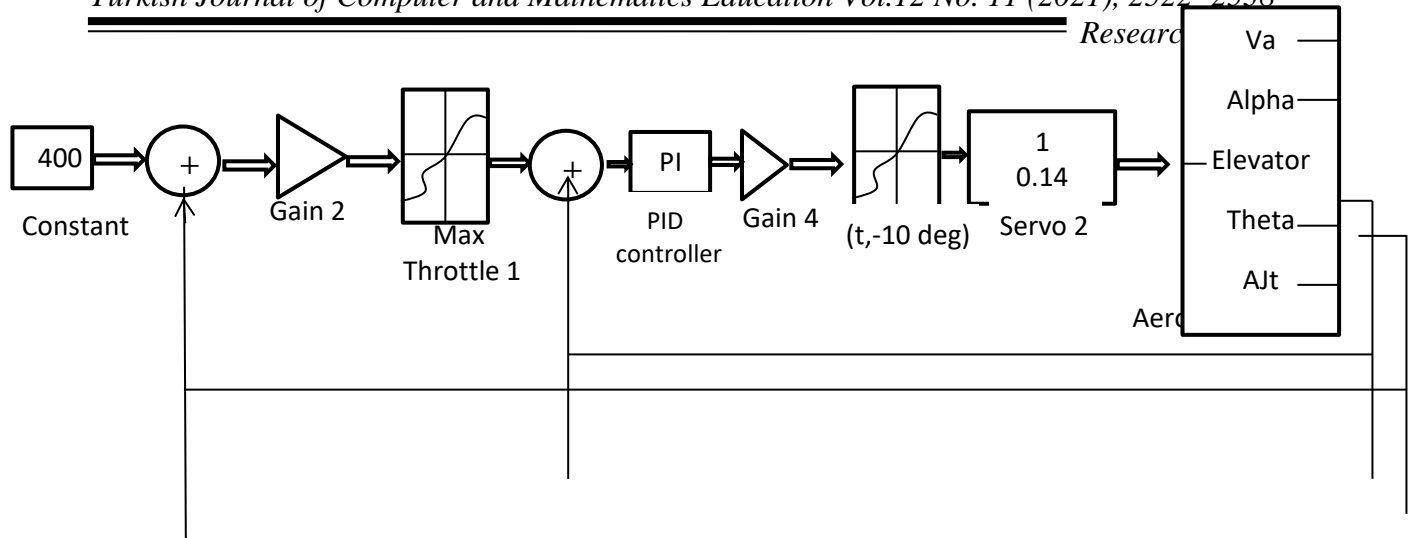 Turkish Journal of Computer and Mathematics Education Vol.12 No. 11 (2021), 2322- 2338
Researc
Va
Alpha
Elevator
Theta
AJt
400
+
+
PI
1
0.14
Constant
Gain 2
Max
Throttle 1
PID
controller
Gain 4
(t,-10 deg)
Servo 2
Aero